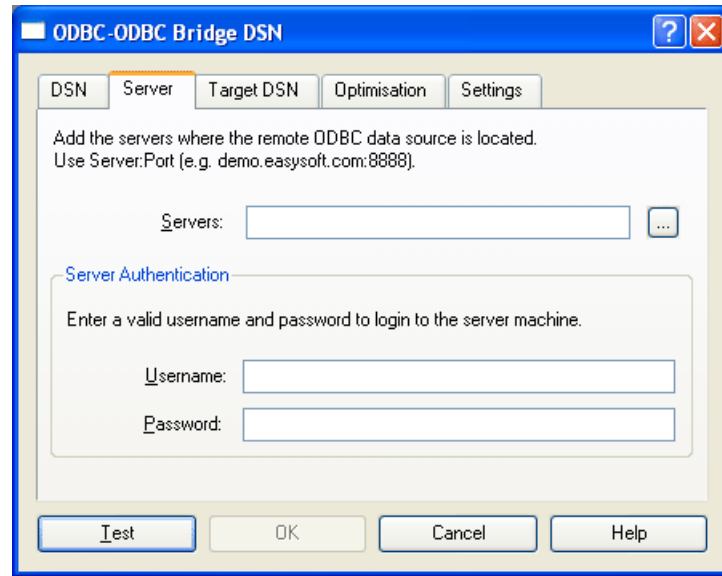 ODBC-ODBC Bridge DSN
DSN Server Target DSN Optimisation Settings
Add the servers where the remote ODBC data source is located.
Use Server:Port (e.g. demo.easysoft.com:8888).
Servers: ...
Server Authentication
Enter a valid username and password to login to the server machine.
Username:
Password:
Test OK Cancel Help